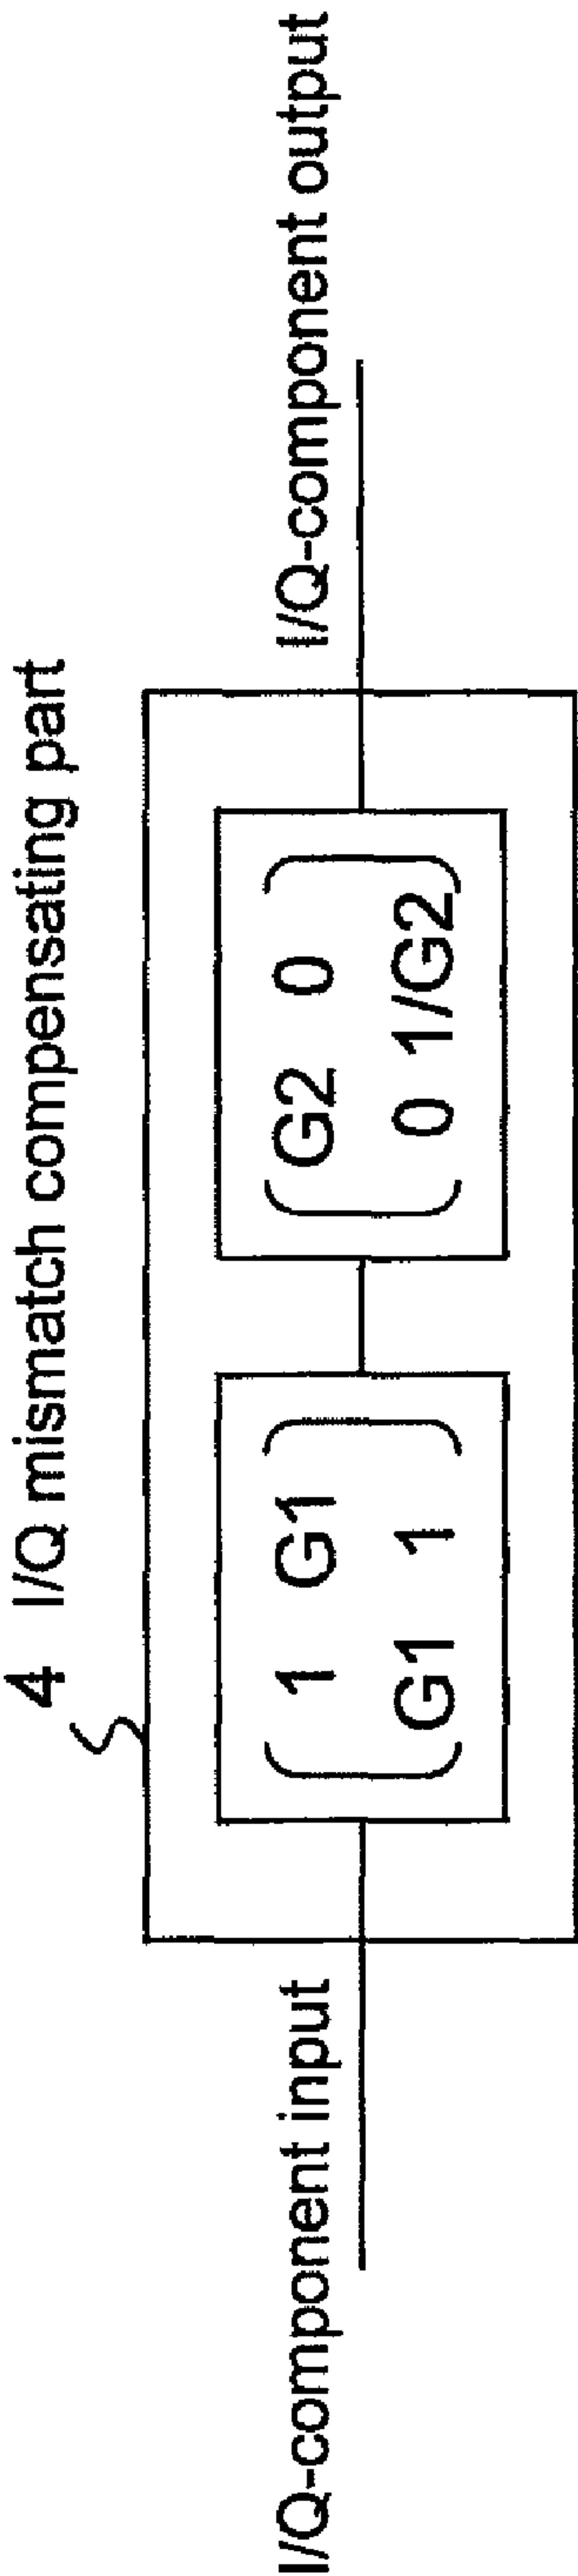 4 I/Q mismatch compensating part
I/Q-component input
1 G1
G1 1
G2 0
0 1/G2
I/Q-component output